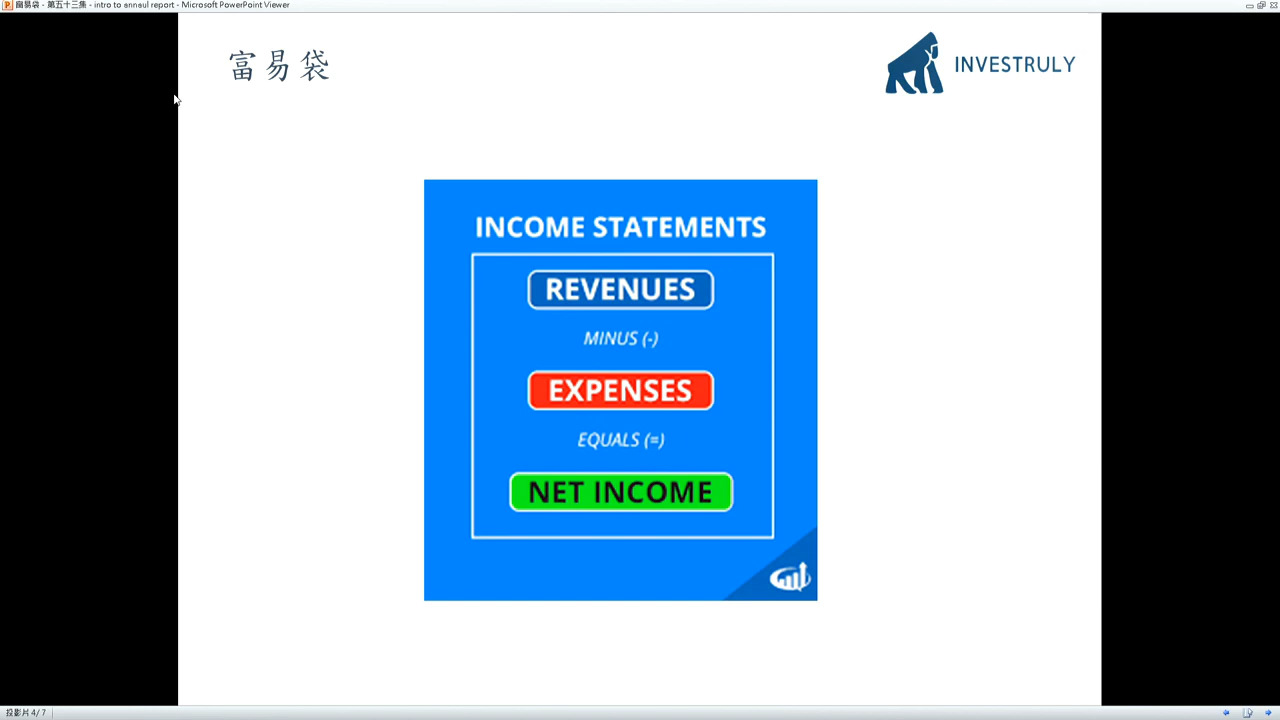 富易袋 - 第五十三集 - intro to annaul report - Microsoft PowerPoint Viewer
富易袋
INVESTRULY
INCOME STATEMENTS
REVENUES
MINUS (-)
EXPENSES
EQUALS (=)
NET INCOME
投影片 4/7